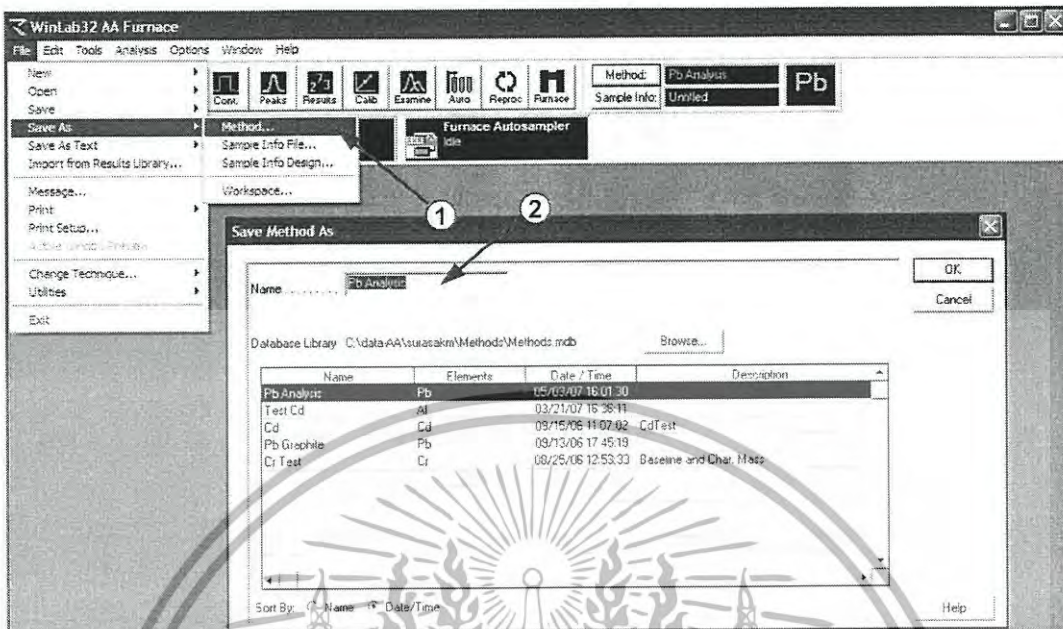 WinLab32 AA Furnace
File Edit Tools Analysis Options Window Help
New
Open
Save
Save As
Save As Text
Import from Results Library...
Message...
Print
Print Setup...
Change Technique...
Utilities
Exit
Method...
Sample Info File...
Sample Info Design...
Workspace...
Cont. Peaks Results Calib Examine Auto Reproc Furnace
Method: Pb Analysis
Sample Info: Untitled
Pb
Furnace Autosampler
Idle
1
2
Save Method As
Name......... Pb Analysis
OK
Cancel
Database Library C:\data-AA\surasakm\Methods\Methods.mdb Browse...
Name Elements Date / Time Description
Pb Analysis Pb 05/03/07 16:01:30
Test Cd Al 03/21/07 16:36:11
Cd Cd 09/15/06 11:07:02 CdTest
Pb Graphite Pb 09/13/06 17:45:19
Cr Test Cr 08/25/06 12:53:33 Baseline and Char. Mass
Sort By: Name Date/Time
Help